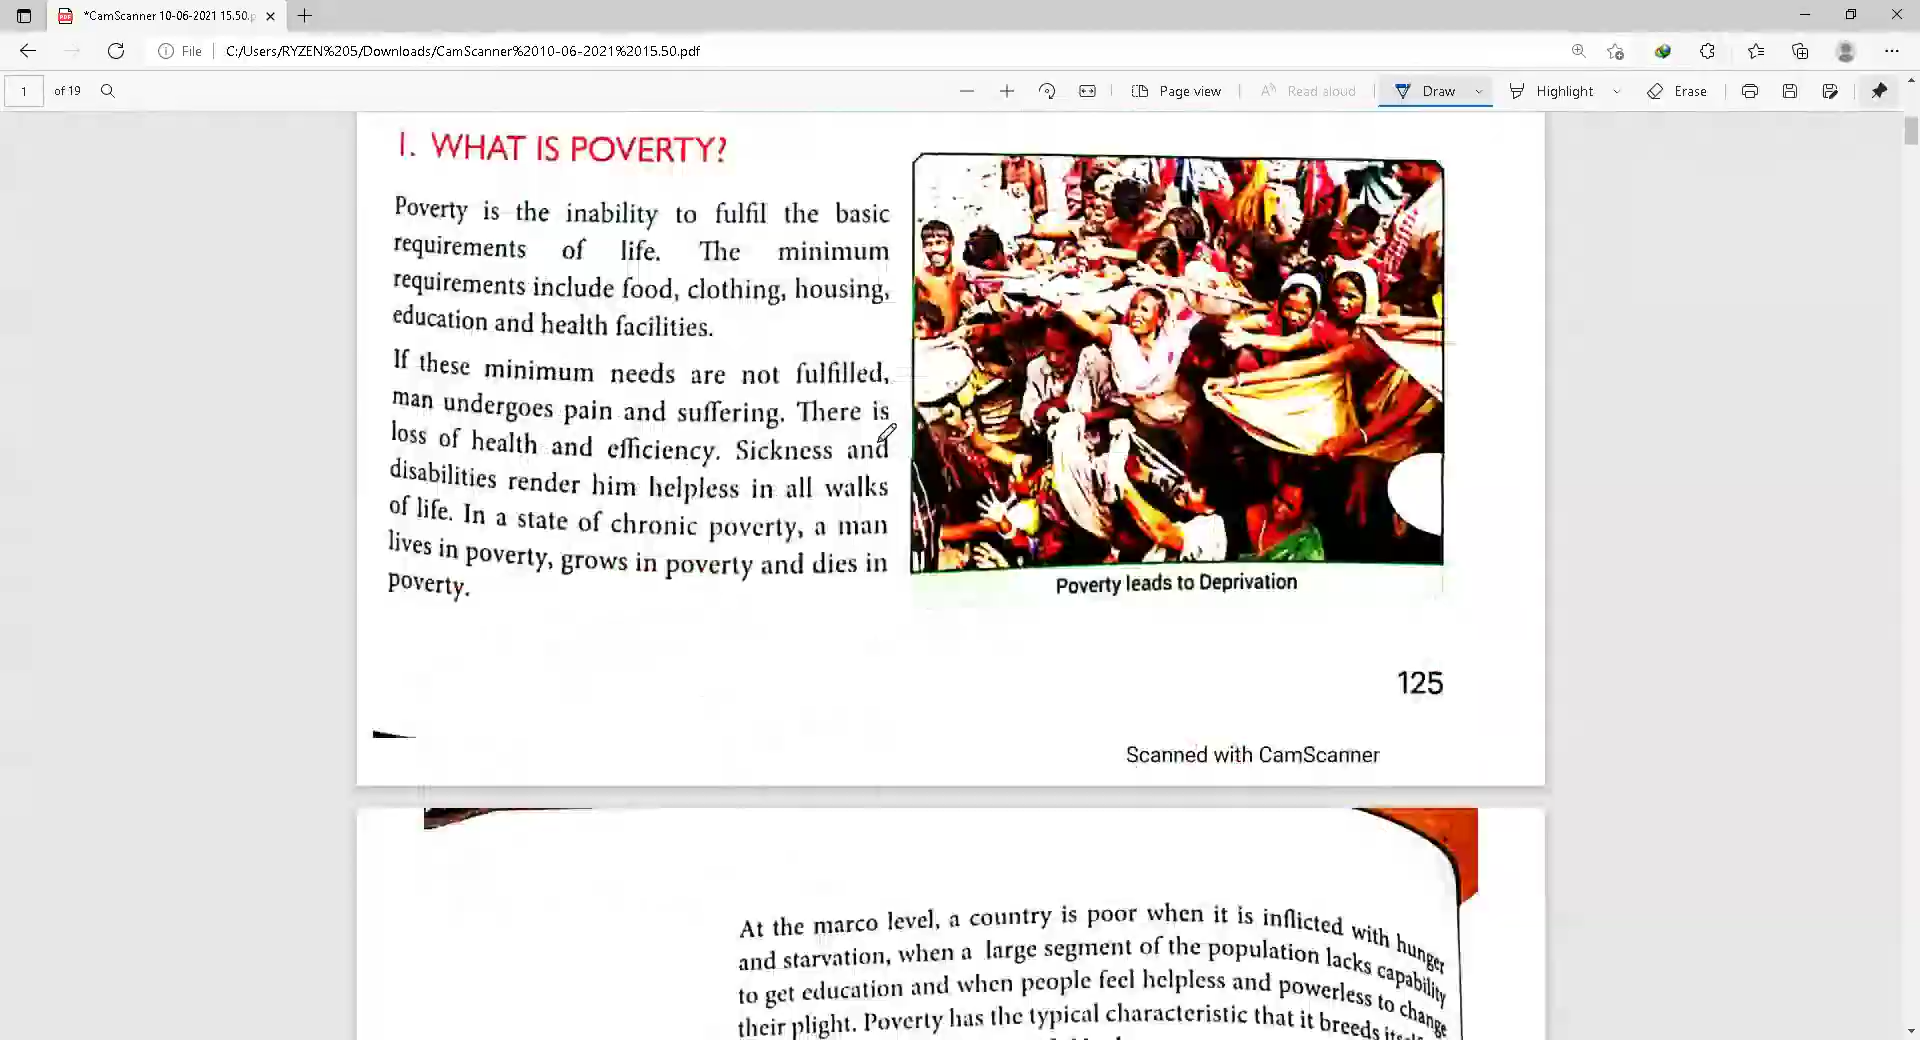 *CamScanner 10-06-2021 15.50.p
File
C:/Users/RYZEN%205/Downloads/CamScanner%2010-06-2021%2015.50.pdf
1 of 19
Page view
Read aloud
Draw
Highlight
Erase
1. WHAT IS POVERTY?
Poverty is the inability to fulfil the basic
requirements of life. The minimum
requirements include food, clothing, housing,
education and health facilities.
If these minimum needs are not fulfilled,
man undergoes pain and suffering. There is
loss of health and efficiency. Sickness and
disabilities render him helpless in all walks
of life. In a state of chronic poverty, a man
lives in poverty, grows in poverty and dies in
poverty.
Poverty leads to Deprivation
125
Scanned with CamScanner
At the marco level, a country is poor when it is inflicted with hunger
and starvation, when a large segment of the population lacks capability
to get education and when people feel helpless and powerless to change
their plight. Poverty has the typical characteristic that it breeds